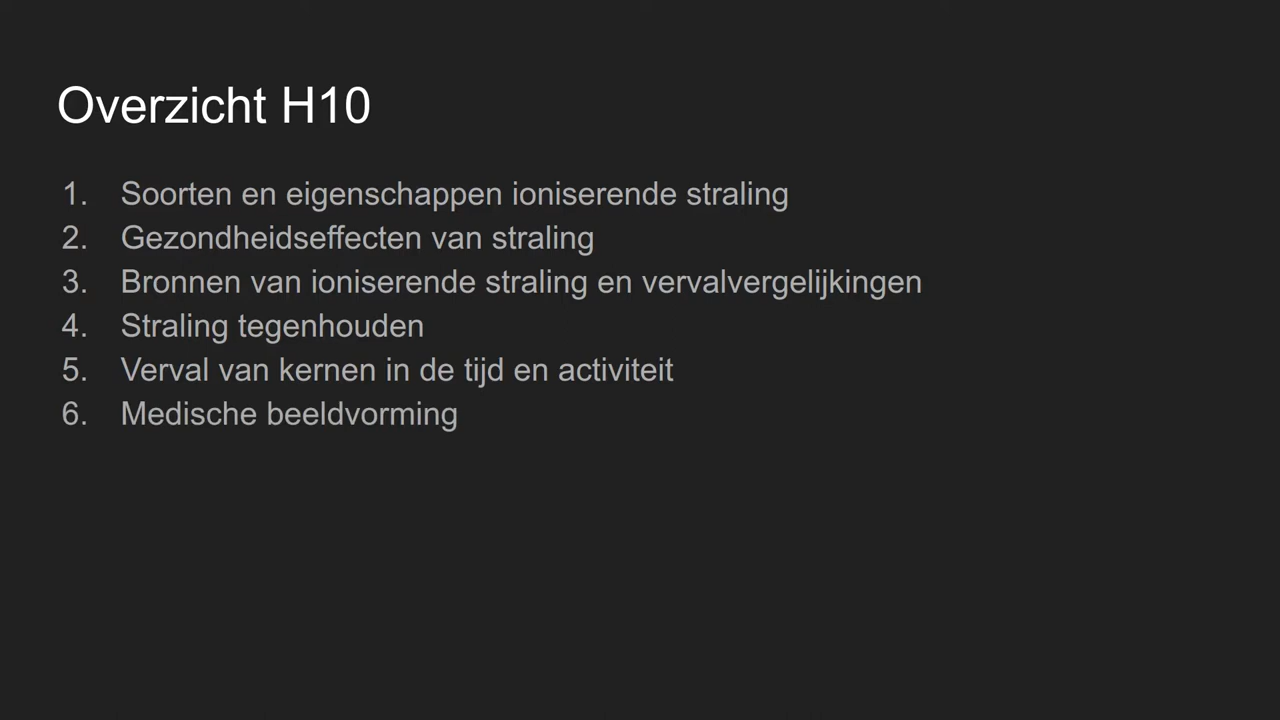 Overzicht H10
1. Soorten en eigenschappen ioniserende straling
2. Gezondheidseffecten van straling
3. Bronnen van ioniserende straling en vervalvergelijkingen
4. Straling tegenhouden
5. Verval van kernen in de tijd en activiteit
6. Medische beeldvorming